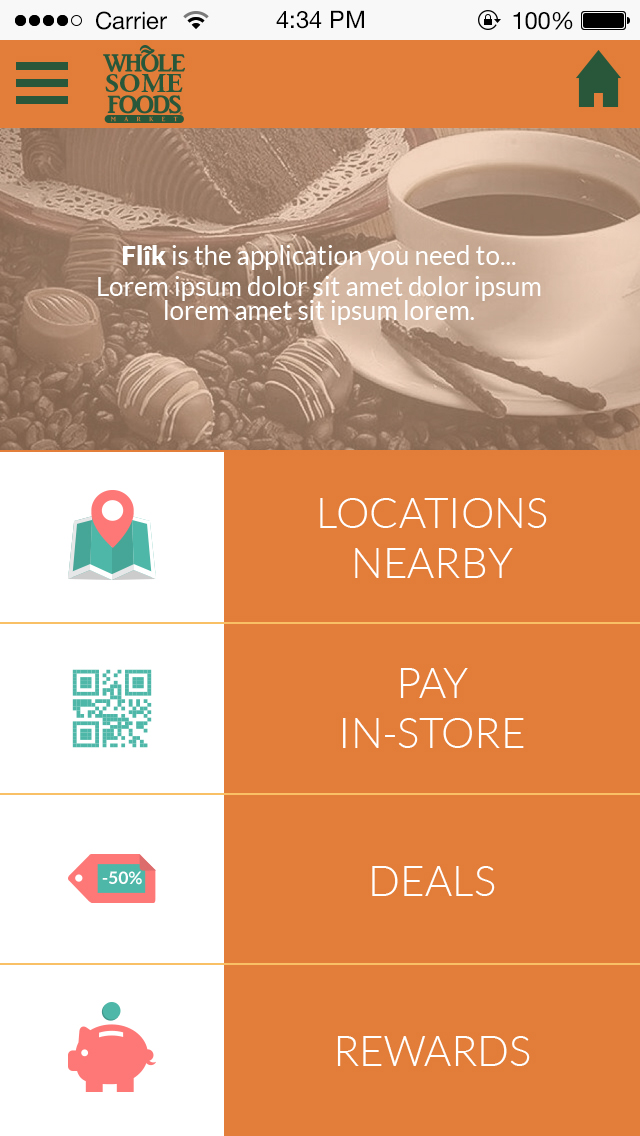 Carrier
4:34 PM
100%
WHOLE
SOME
FOODS
MARKET
Flîk is the application you need to...
Lorem ipsum dolor sit amet dolor ipsum
lorem amet sit ipsum lorem.
LOCATIONS
NEARBY
PAY
IN-STORE
-50%
DEALS
REWARDS